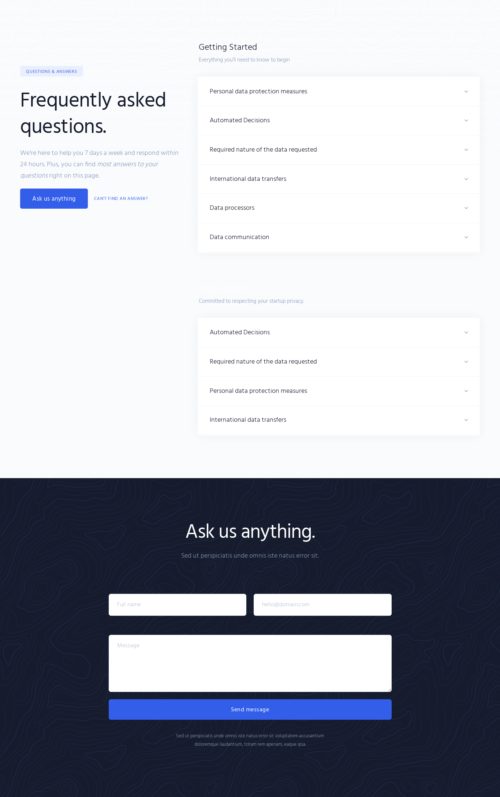 QUESTIONS & ANSWERS
Frequently asked
questions.
We're here to help you 7 days a week and respond within
24 hours. Plus, you can find most answers to your
questions right on this page.
Ask us anything
CAN'T FIND AN ANSWER?
Getting Started
Everything you'll need to know to begin
Personal data protection measures
Automated Decisions
Required nature of the data requested
International data transfers
Data processors
Data communication
Committed to respecting your startup privacy.
Automated Decisions
Required nature of the data requested
Personal data protection measures
International data transfers
Ask us anything.
Sed ut perspiciatis unde omnis iste natus error sit.
Full name
hello@domain.com
Message
Send message
Sed ut perspiciatis unde omnis iste natus error sit voluptatem accusantium
doloremque laudantium, totam rem aperiam, eaque ipsa.